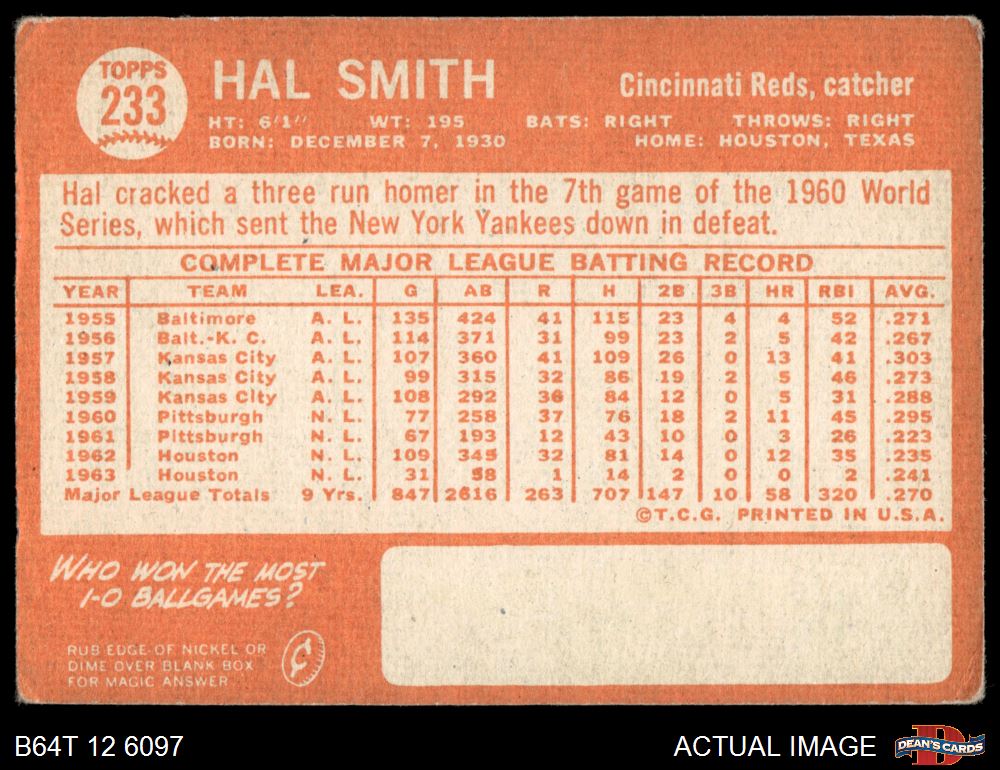 TOPPS
233
HAL SMITH
Cincinnati Reds, catcher
HT: 6'1" WT: 195 BATS: RIGHT THROWS: RIGHT
BORN: DECEMBER 7, 1930 HOME: HOUSTON, TEXAS
Hal cracked a three run homer in the 7th game of the 1960 World
Series, which sent the New York Yankees down in defeat.
COMPLETE MAJOR LEAGUE BATTING RECORD
YEAR TEAM LEA. G AB R H 2B 3B HR RBI AVG.
1955 Baltimore A. L. 135 424 41 115 23 4 4 52 .271
1956 Balt.-K. C. A. L. 114 371 31 99 23 2 5 42 .267
1957 Kansas City A. L. 107 360 41 109 26 0 13 41 .303
1958 Kansas City A. L. 99 315 32 86 19 2 5 46 .273
1959 Kansas City A. L. 108 292 36 84 12 0 5 31 .288
1960 Pittsburgh N. L. 77 258 37 76 18 2 11 45 .295
1961 Pittsburgh N. L. 67 193 12 43 10 0 3 26 .223
1962 Houston N. L. 109 345 32 81 14 0 12 35 .235
1963 Houston N. L. 31 58 1 14 2 0 0 2 .241
Major League Totals 9 Yrs. 847 2616 263 707 147 10 58 320 .270
©T.C.G. PRINTED IN U.S.A.
WHO WON THE MOST
1-0 BALLGAMES?
RUB EDGE OF NICKEL OR
DIME OVER BLANK BOX
FOR MAGIC ANSWER
¢
B64T 12 6097
ACTUAL IMAGE
D
DEAN'S CARDS